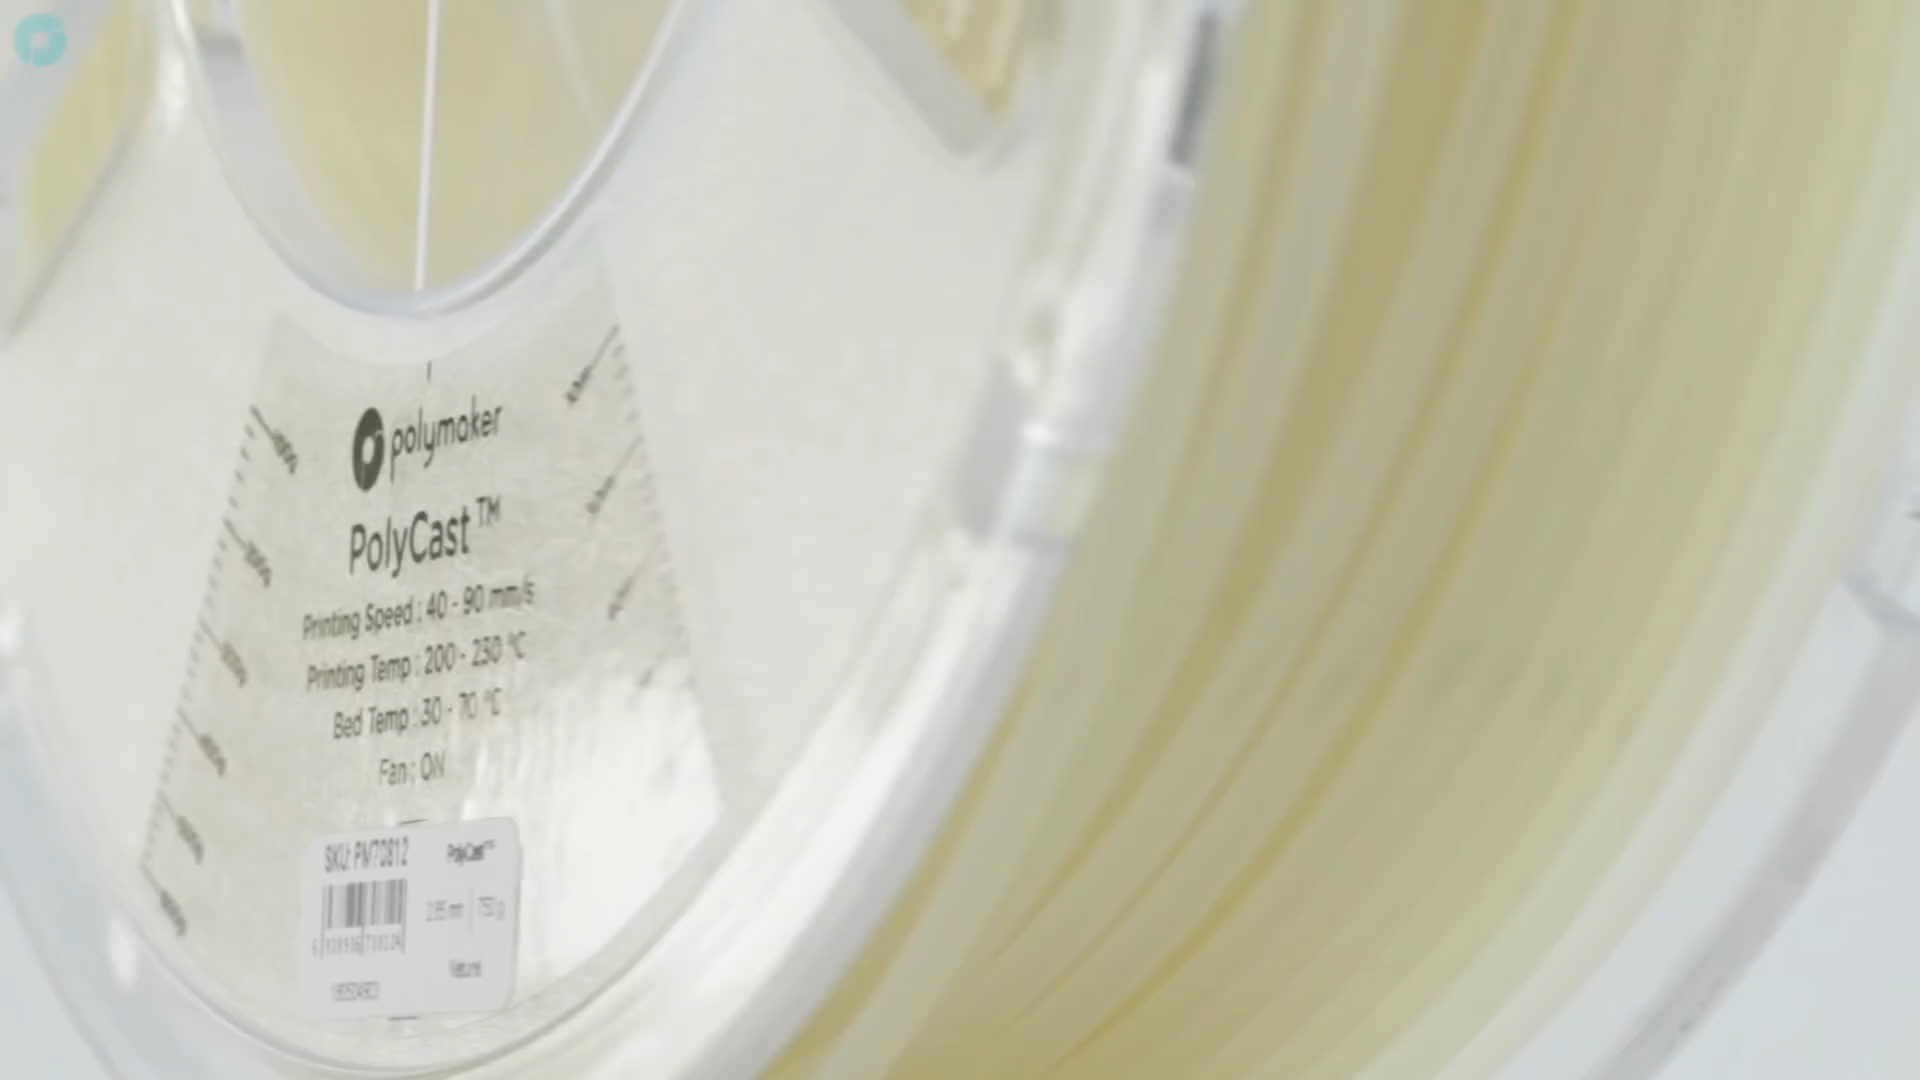 polymaker
PolyCast™
Printing Speed : 40 - 90 mm/s
Printing Temp : 200 - 230 °C
Bed Temp : 30 - 70 °C
Fan : ON
SKU: PM70812
PolyCast™
2.85 mm | 750 g
Natural